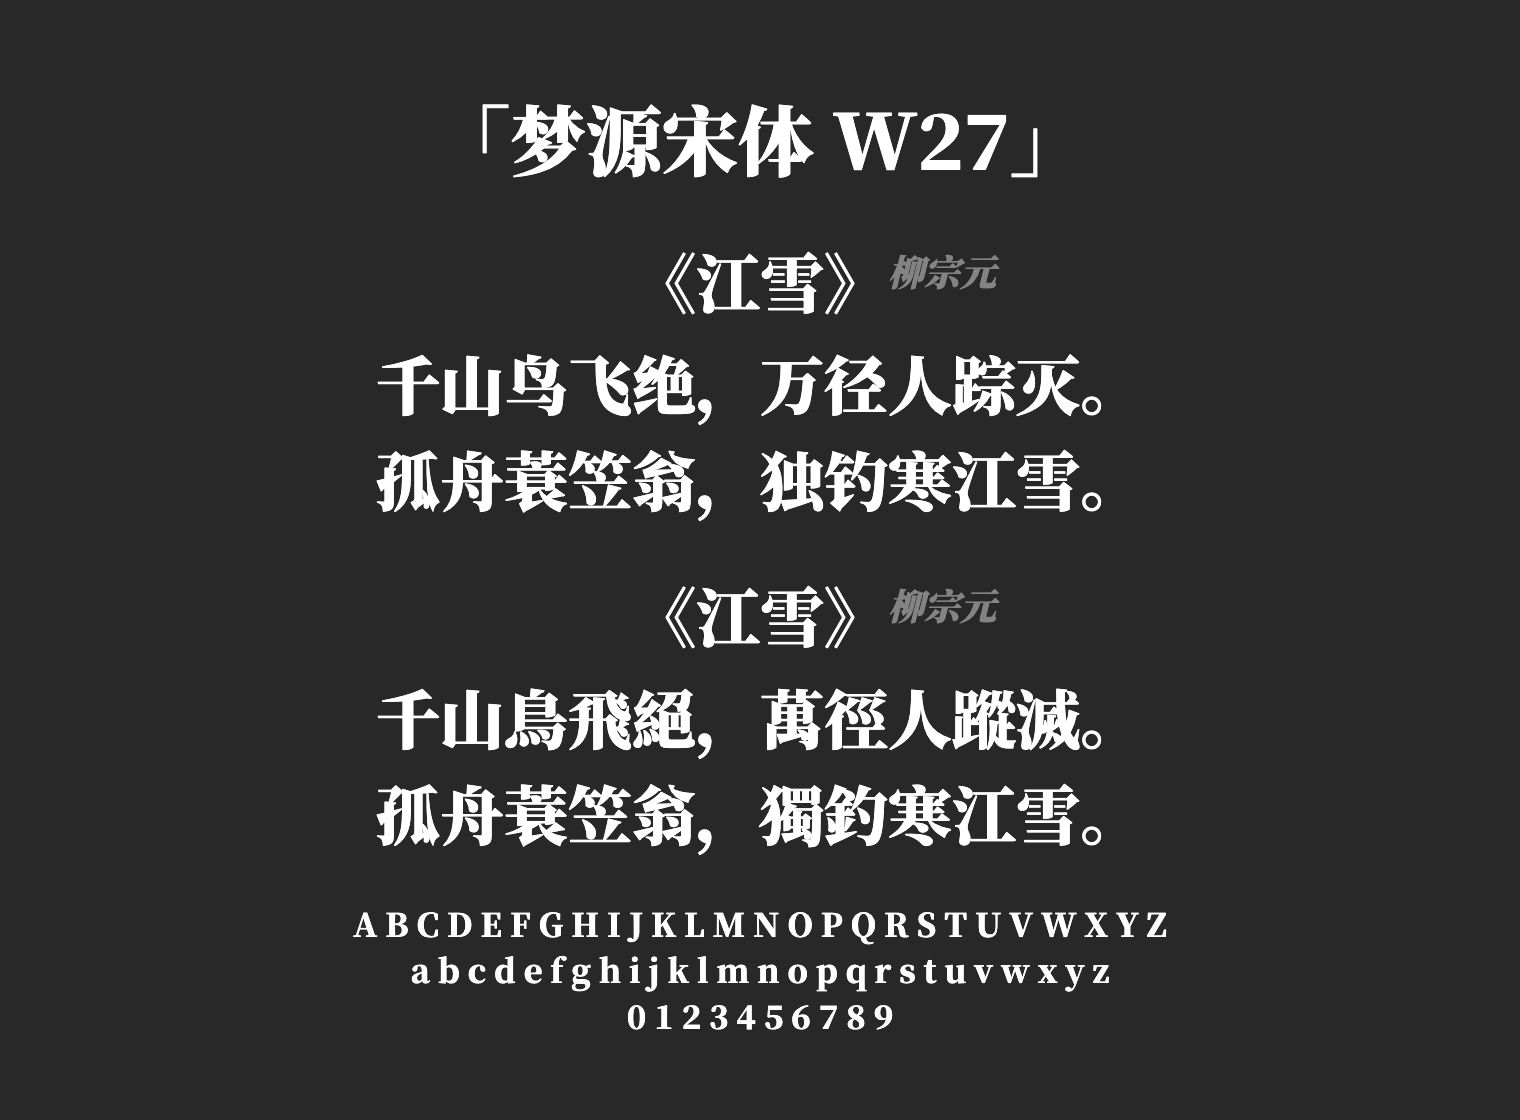 「梦源宋体 W27」
《江雪》 柳宗元
千山鸟飞绝，万径人踪灭。
孤舟蓑笠翁，独钓寒江雪。
《江雪》 柳宗元
千山鳥飛絕，萬徑人蹤滅。
孤舟蓑笠翁，獨釣寒江雪。
A B C D E F G H I J K L M N O P Q R S T U V W X Y Z
a b c d e f g h i j k l m n o p q r s t u v w x y z
0 1 2 3 4 5 6 7 8 9